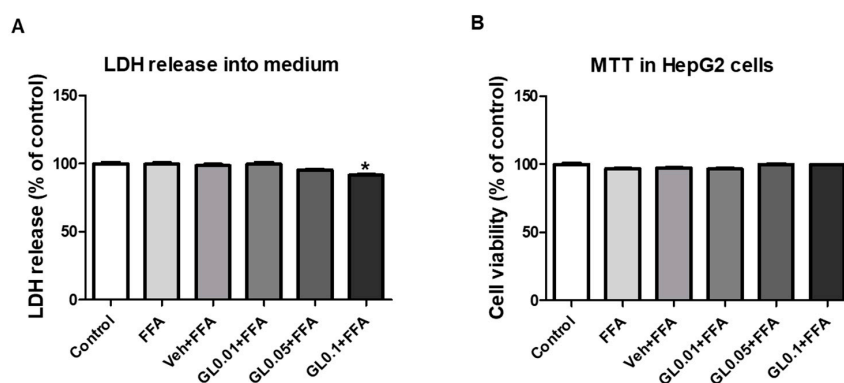 A
LDH release into medium
LDH release (% of control)
150
100
50
0
*
Control
FFA
Veh+FFA
GL0.01+FFA
GL0.05+FFA
GL0.1+FFA
B
MTT in HepG2 cells
Cell viability (% of control)
150
100
50
0
Control
FFA
Veh+FFA
GL0.01+FFA
GL0.05+FFA
GL0.1+FFA